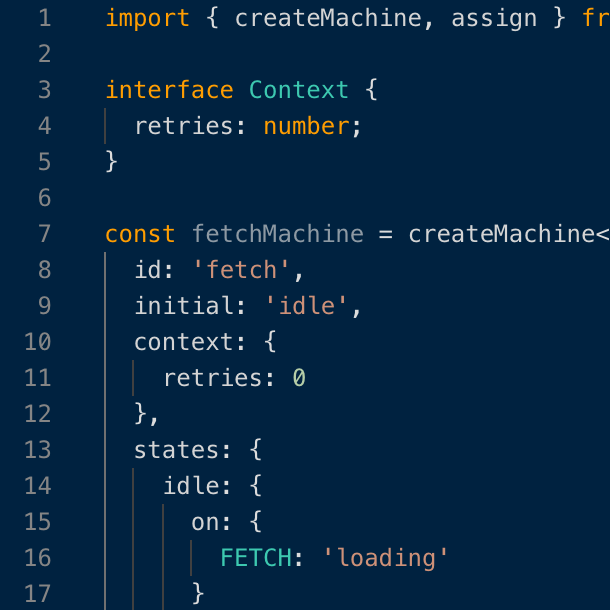 1 import { createMachine, assign } fr
2
3 interface Context {
4 retries: number;
5 }
6
7 const fetchMachine = createMachine<
8 id: 'fetch',
9 initial: 'idle',
10 context: {
11 retries: 0
12 },
13 states: {
14 idle: {
15 on: {
16 FETCH: 'loading'
17 }